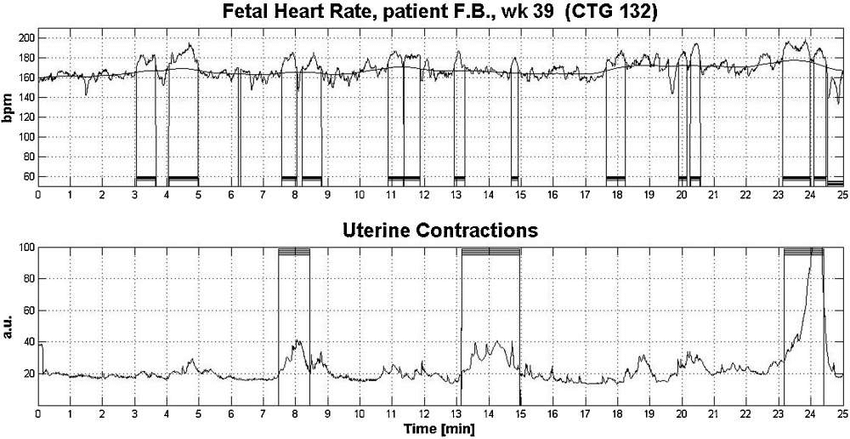 Fetal Heart Rate, patient F.B., wk 39 (CTG 132)
bpm
200
180
160
140
120
100
80
60
0 1 2 3 4 5 6 7 8 9 10 11 12 13 14 15 16 17 18 19 20 21 22 23 24 25
Uterine Contractions
a.u.
100
80
60
40
20
0 1 2 3 4 5 6 7 8 9 10 11 12 13 14 15 16 17 18 19 20 21 22 23 24 25
Time [min]